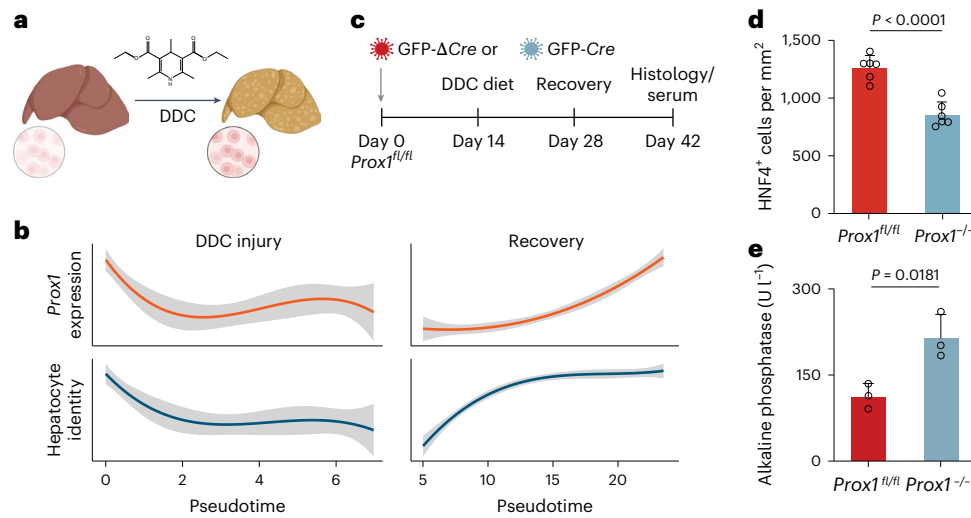 a
O
O
O
O
N
H
DDC
c
GFP-ΔCre or GFP-Cre
DDC diet Recovery Histology/
serum
Day 0 Day 14 Day 28 Day 42
Prox1fl/fl
d
P < 0.0001
HNF4+ cells per mm2
1,500
1,000
500
0
Prox1fl/fl Prox1−/−
b
DDC injury Recovery
Prox1
expression
Hepatocyte
identity
0 2 4 6
5 10 15 20
Pseudotime Pseudotime
e
P = 0.0181
Alkaline phosphatase (U l−1)
300
150
0
Prox1fl/fl Prox1−/−